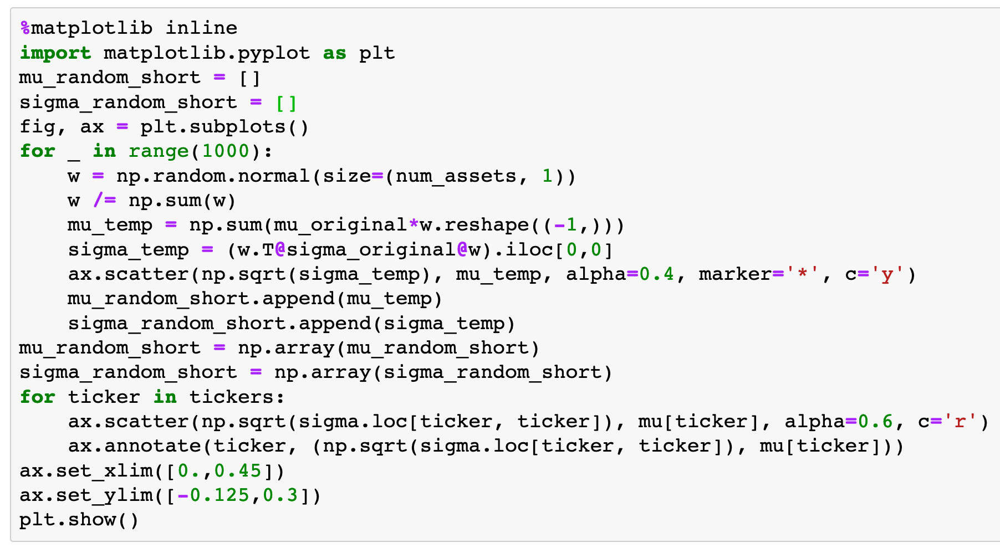 %matplotlib inline
import matplotlib.pyplot as plt
mu_random_short = []
sigma_random_short = []
fig, ax = plt.subplots()
for _ in range(1000):
    w = np.random.normal(size=(num_assets, 1))
    w /= np.sum(w)
    mu_temp = np.sum(mu_original*w.reshape((-1,)))
    sigma_temp = (w.T@sigma_original@w).iloc[0,0]
    ax.scatter(np.sqrt(sigma_temp), mu_temp, alpha=0.4, marker='*', c='y')
    mu_random_short.append(mu_temp)
    sigma_random_short.append(sigma_temp)
mu_random_short = np.array(mu_random_short)
sigma_random_short = np.array(sigma_random_short)
for ticker in tickers:
    ax.scatter(np.sqrt(sigma.loc[ticker, ticker]), mu[ticker], alpha=0.6, c='r')
    ax.annotate(ticker, (np.sqrt(sigma.loc[ticker, ticker]), mu[ticker]))
ax.set_xlim([0.,0.45])
ax.set_ylim([-0.125,0.3])
plt.show()